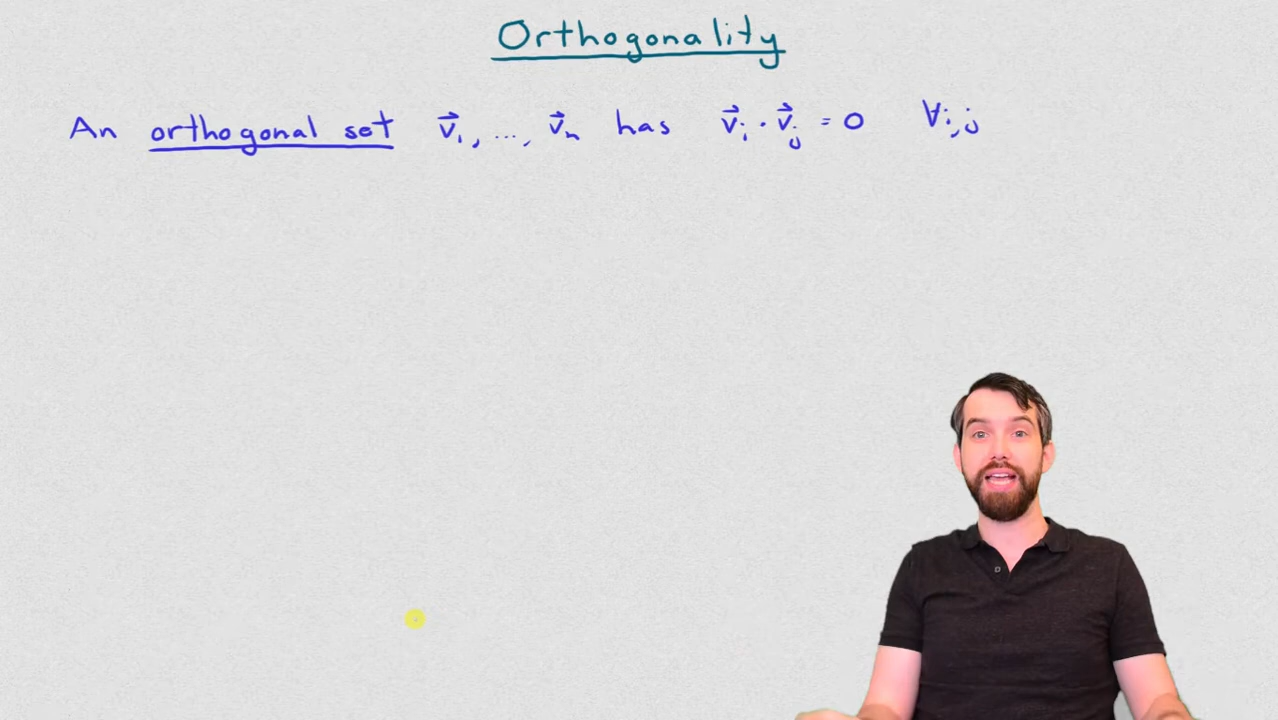 Orthogonality
An orthogonal set v⃗₁, ..., v⃗ₙ has v⃗ᵢ · v⃗ⱼ = 0 ∀i,j